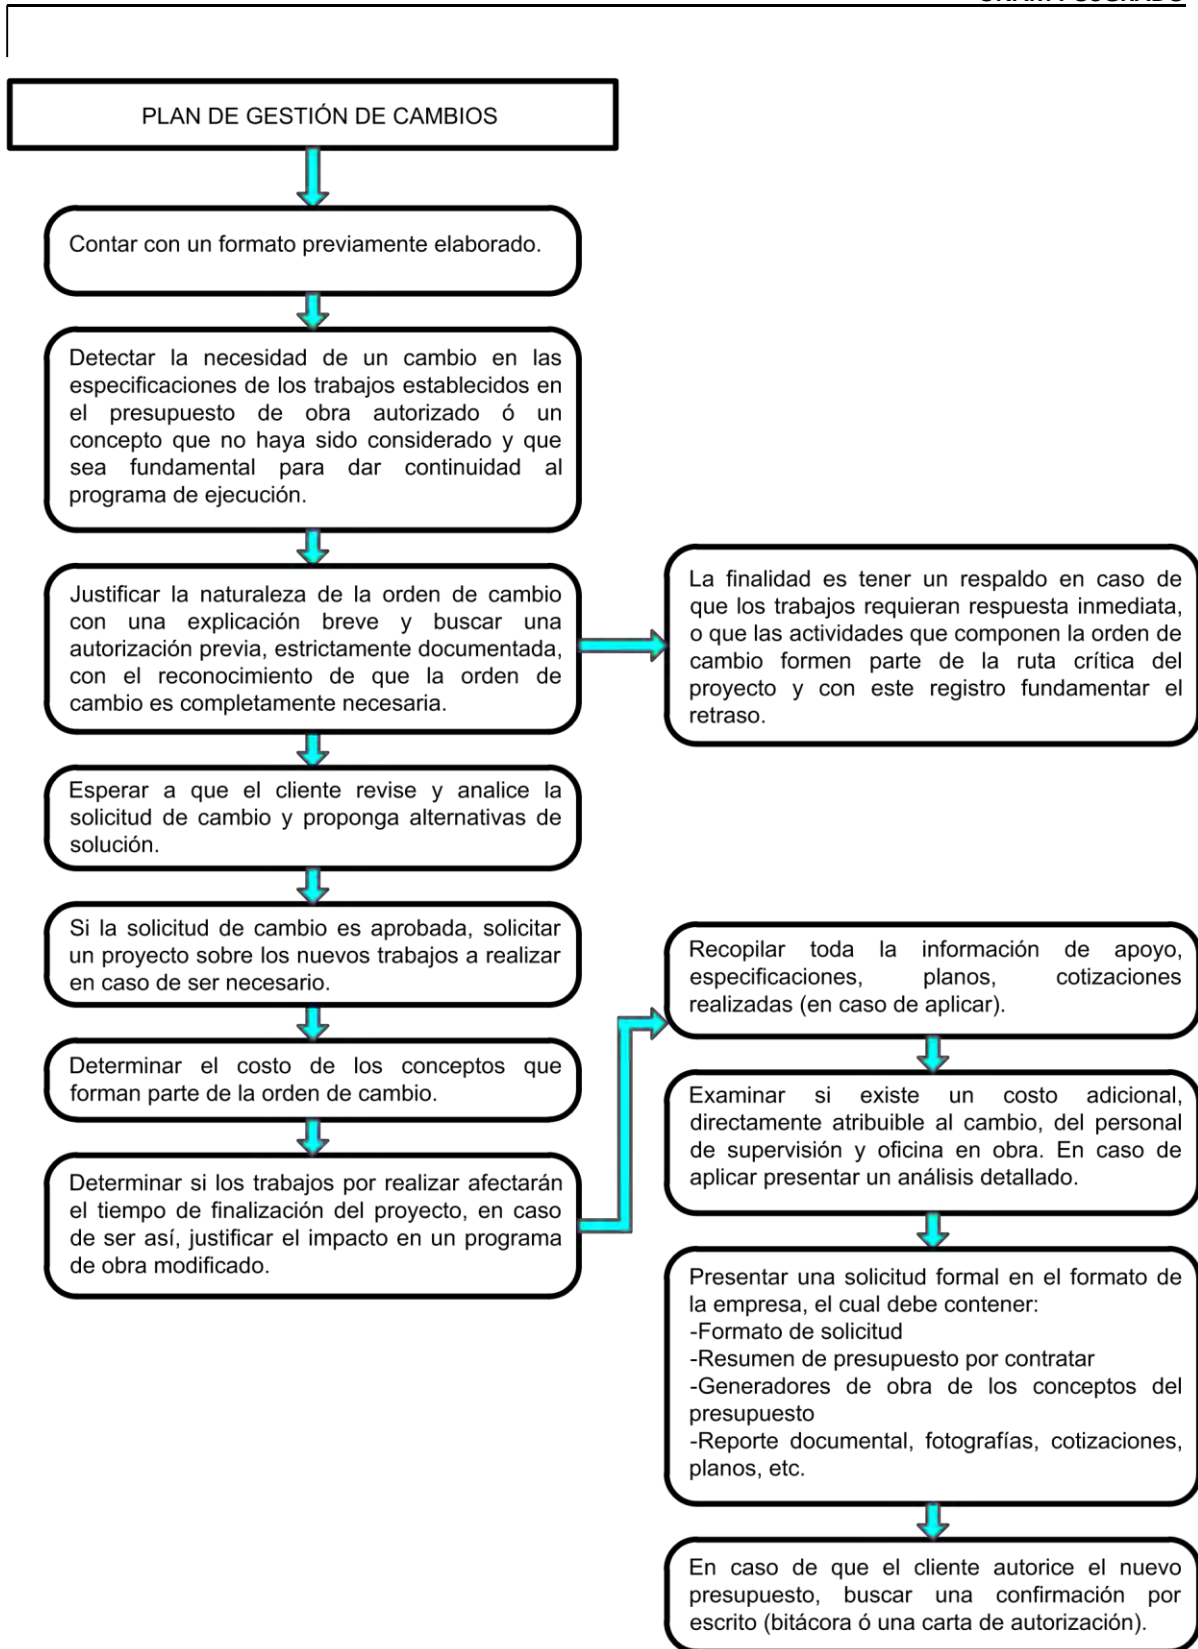 PLAN DE GESTIÓN DE CAMBIOS
Contar con un formato previamente elaborado.
Detectar la necesidad de un cambio en las
especificaciones de los trabajos establecidos en
el presupuesto de obra autorizado ó un
concepto que no haya sido considerado y que
sea fundamental para dar continuidad al
programa de ejecución.
Justificar la naturaleza de la orden de cambio
con una explicación breve y buscar una
autorización previa, estrictamente documentada,
con el reconocimiento de que la orden de
cambio es completamente necesaria.
La finalidad es tener un respaldo en caso de
que los trabajos requieran respuesta inmediata,
o que las actividades que componen la orden de
cambio formen parte de la ruta crítica del
proyecto y con este registro fundamentar el
retraso.
Esperar a que el cliente revise y analice la
solicitud de cambio y proponga alternativas de
solución.
Si la solicitud de cambio es aprobada, solicitar
un proyecto sobre los nuevos trabajos a realizar
en caso de ser necesario.
Determinar el costo de los conceptos que
forman parte de la orden de cambio.
Determinar si los trabajos por realizar afectarán
el tiempo de finalización del proyecto, en caso
de ser así, justificar el impacto en un programa
de obra modificado.
Recopilar toda la información de apoyo,
especificaciones, planos, cotizaciones
realizadas (en caso de aplicar).
Examinar si existe un costo adicional,
directamente atribuible al cambio, del personal
de supervisión y oficina en obra. En caso de
aplicar presentar un análisis detallado.
Presentar una solicitud formal en el formato de
la empresa, el cual debe contener:
-Formato de solicitud
-Resumen de presupuesto por contratar
-Generadores de obra de los conceptos del
presupuesto
-Reporte documental, fotografías, cotizaciones,
planos, etc.
En caso de que el cliente autorice el nuevo
presupuesto, buscar una confirmación por
escrito (bitácora ó una carta de autorización).